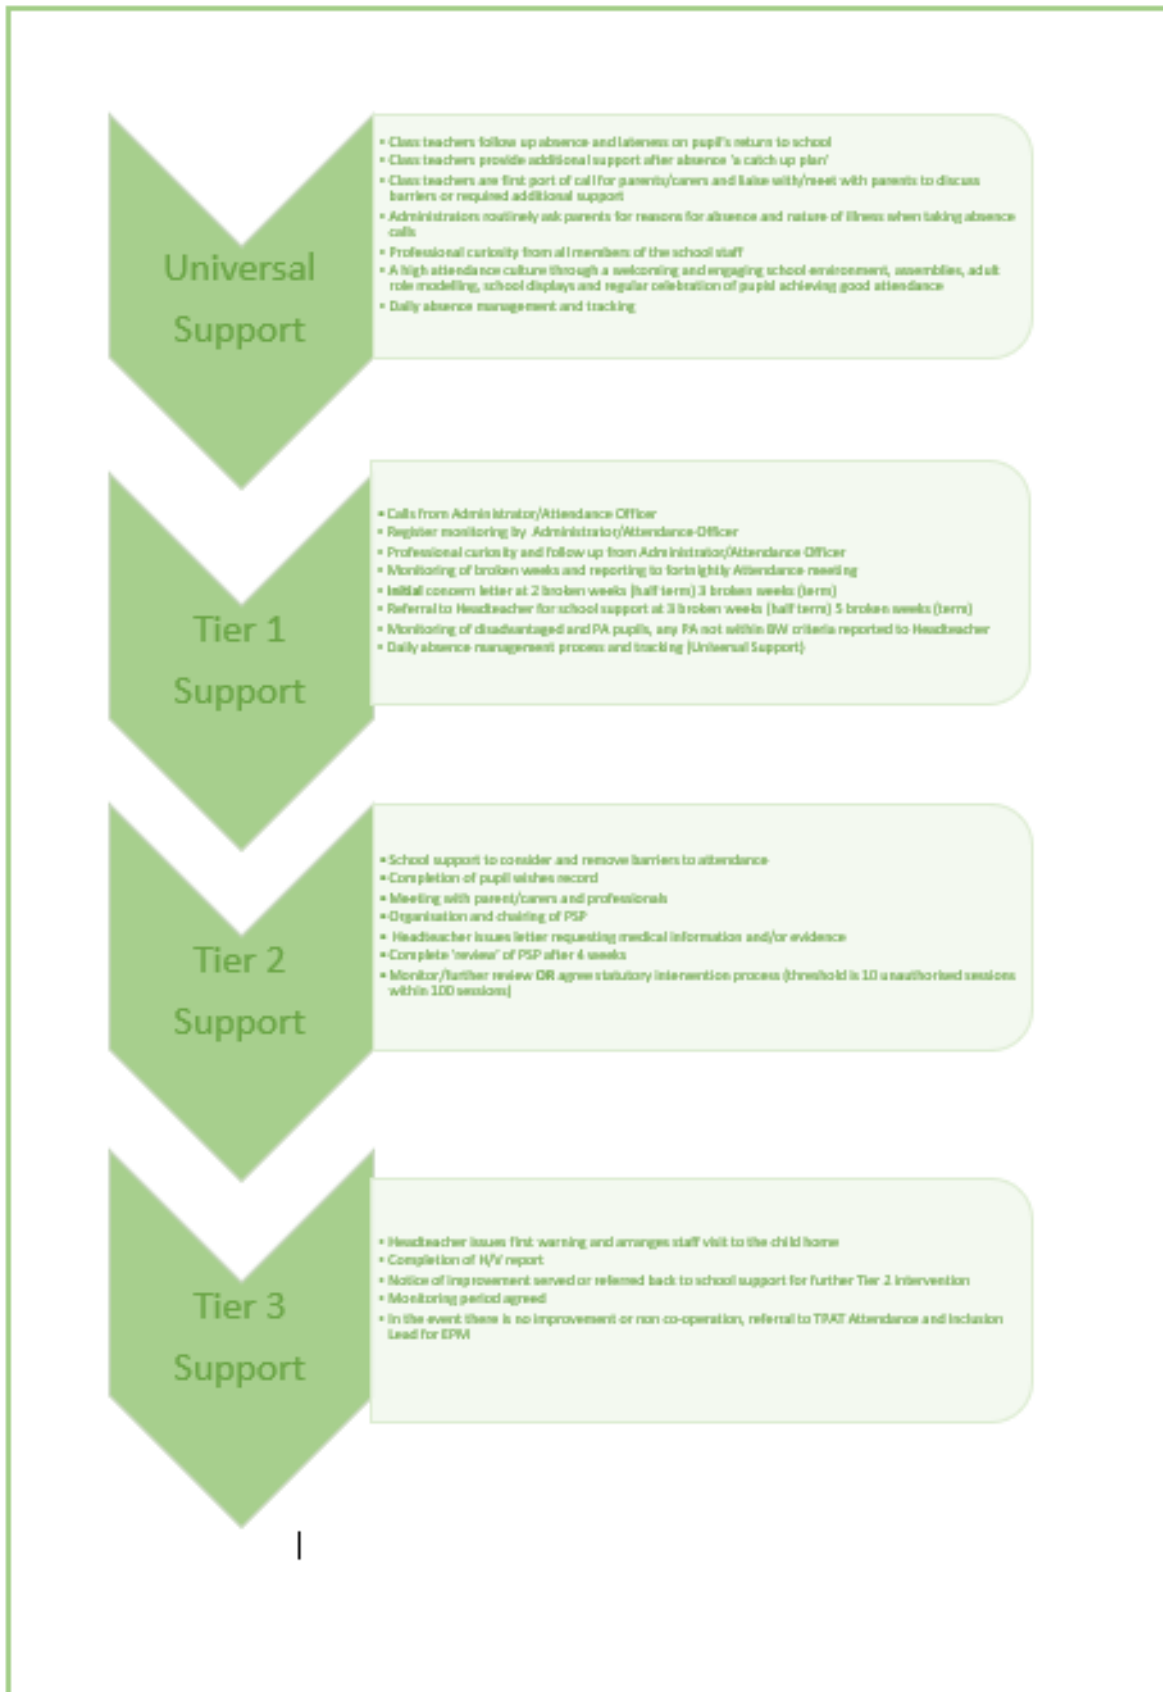 Universal
Support
• Class teachers follow up absence and lateness on pupil's return to school
• Class teachers provide additional support after absence 'a catch up plan'
• Class teachers are first port of call for parents/carers and liaise with/meet with parents to discuss
barriers or required additional support
• Administrators routinely ask parents for reasons for absence and nature of illness when taking absence
calls
• Professional curiosity from all members of the school staff
• A high attendance culture through a welcoming and engaging school environment, assemblies, adult
role modelling, school displays and regular celebration of pupisl achieving good attendance
• Daily absence management and tracking
Tier 1
Support
• Calls from Administrator/Attendance Officer
• Register monitoring by Administrator/Attendance Officer
• Professional curiosity and follow up from Administrator/Attendance Officer
• Monitoring of broken weeks and reporting to fortnightly Attendance meeting
• Initial concern letter at 2 broken weeks (half term) 3 broken weeks (term)
• Referral to Headteacher for school support at 3 broken weeks (half term) 5 broken weeks (term)
• Monitoring of disadvantaged and PA pupils, any PA not within BW criteria reported to Headteacher
• Daily absence management process and tracking (Universal Support)
Tier 2
Support
• School support to consider and remove barriers to attendance
• Completion of pupil wishes record
• Meeting with parent/carers and professionals
• Organisation and chairing of PSP
• Headteacher issues letter requesting medical information and/or evidence
• Complete 'review' of PSP after 4 weeks
• Monitor/further review OR agree statutory intervention process (threshold is 10 unauthorised sessions
within 100 sessions)
Tier 3
Support
• Headteacher issues first warning and arranges staff visit to the child home
• Completion of H/V report
• Notice of improvement served or referred back to school support for further Tier 2 intervention
• Monitoring period agreed
• In the event there is no improvement or non co-operation, referral to TPAT Attendance and Inclusion
Lead for EPM